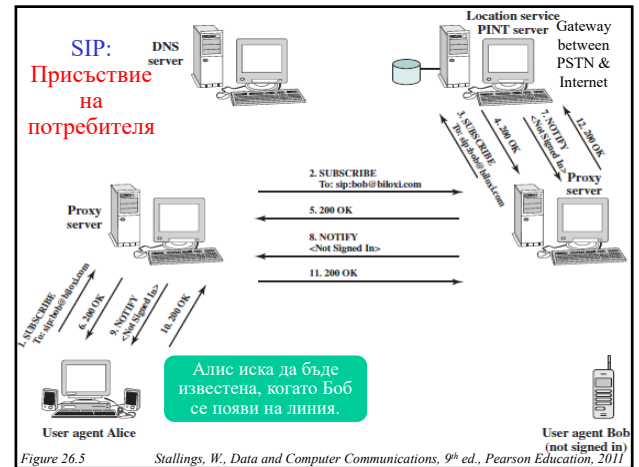 SIP:
Присъствие
на
потребителя
DNS
server
Location service
PINT server
Gateway
between
PSTN &
Internet
3. SUBSCRIBE
To: sip:bob@biloxi.com
4. 200 OK
7. NOTIFY
<Not Signed In>
12. 200 OK
2. SUBSCRIBE
To: sip:bob@biloxi.com
5. 200 OK
8. NOTIFY
<Not Signed In>
11. 200 OK
Proxy
server
Proxy
server
1. SUBSCRIBE
To: sip:bob@biloxi.com
6. 200 OK
9. NOTIFY
<Not Signed In>
10. 200 OK
Алис иска да бъде
известена, когато Боб
се появи на линия.
User agent Alice
User agent Bob
(not signed in)
Figure 26.5
Stallings, W., Data and Computer Communications, 9th ed., Pearson Education, 2011